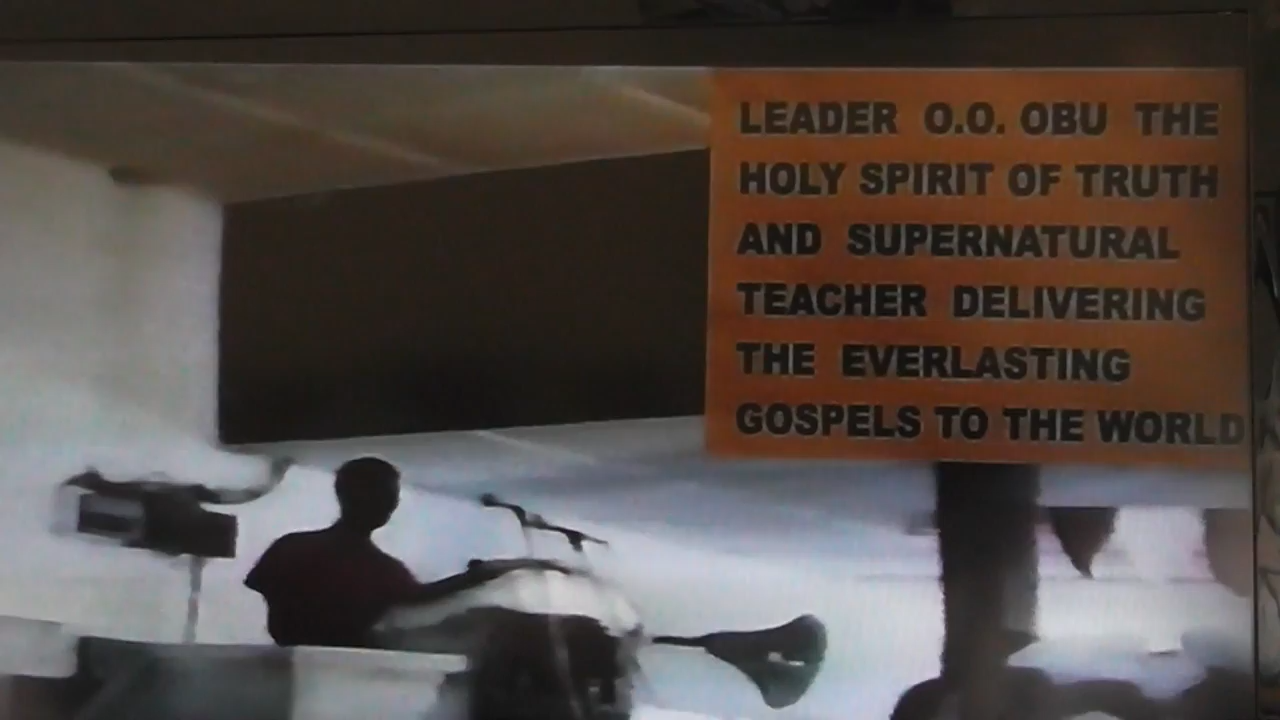 LEADER O.O. OBU THE
HOLY SPIRIT OF TRUTH
AND SUPERNATURAL
TEACHER DELIVERING
THE EVERLASTING
GOSPELS TO THE WORLD